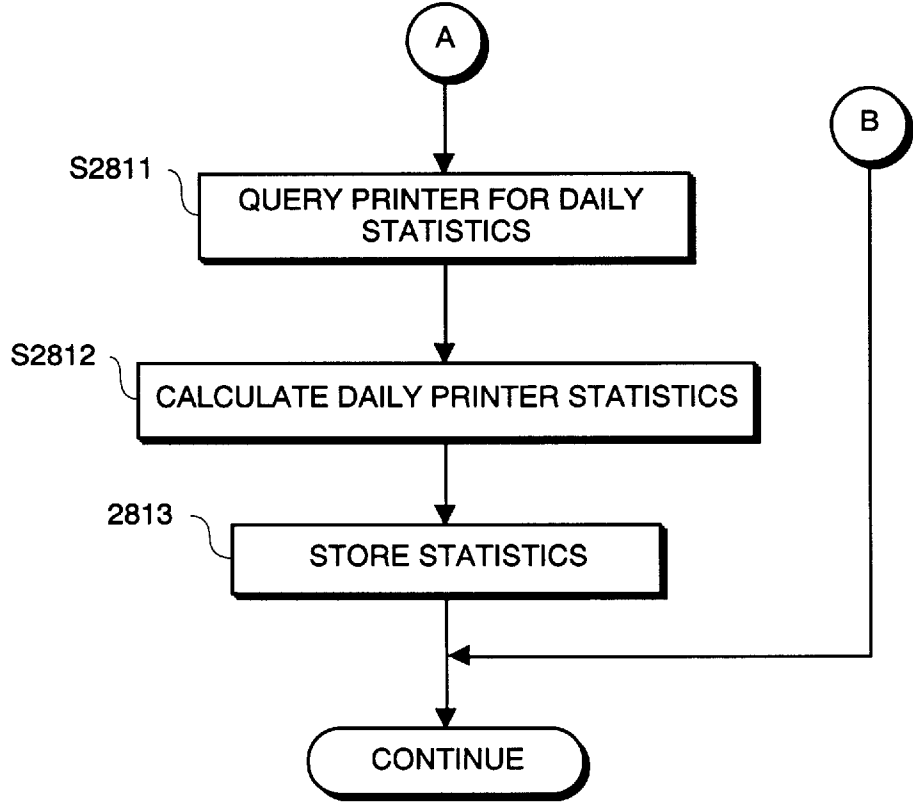 A
B
S2811
QUERY PRINTER FOR DAILY
STATISTICS
S2812
CALCULATE DAILY PRINTER STATISTICS
2813
STORE STATISTICS
CONTINUE